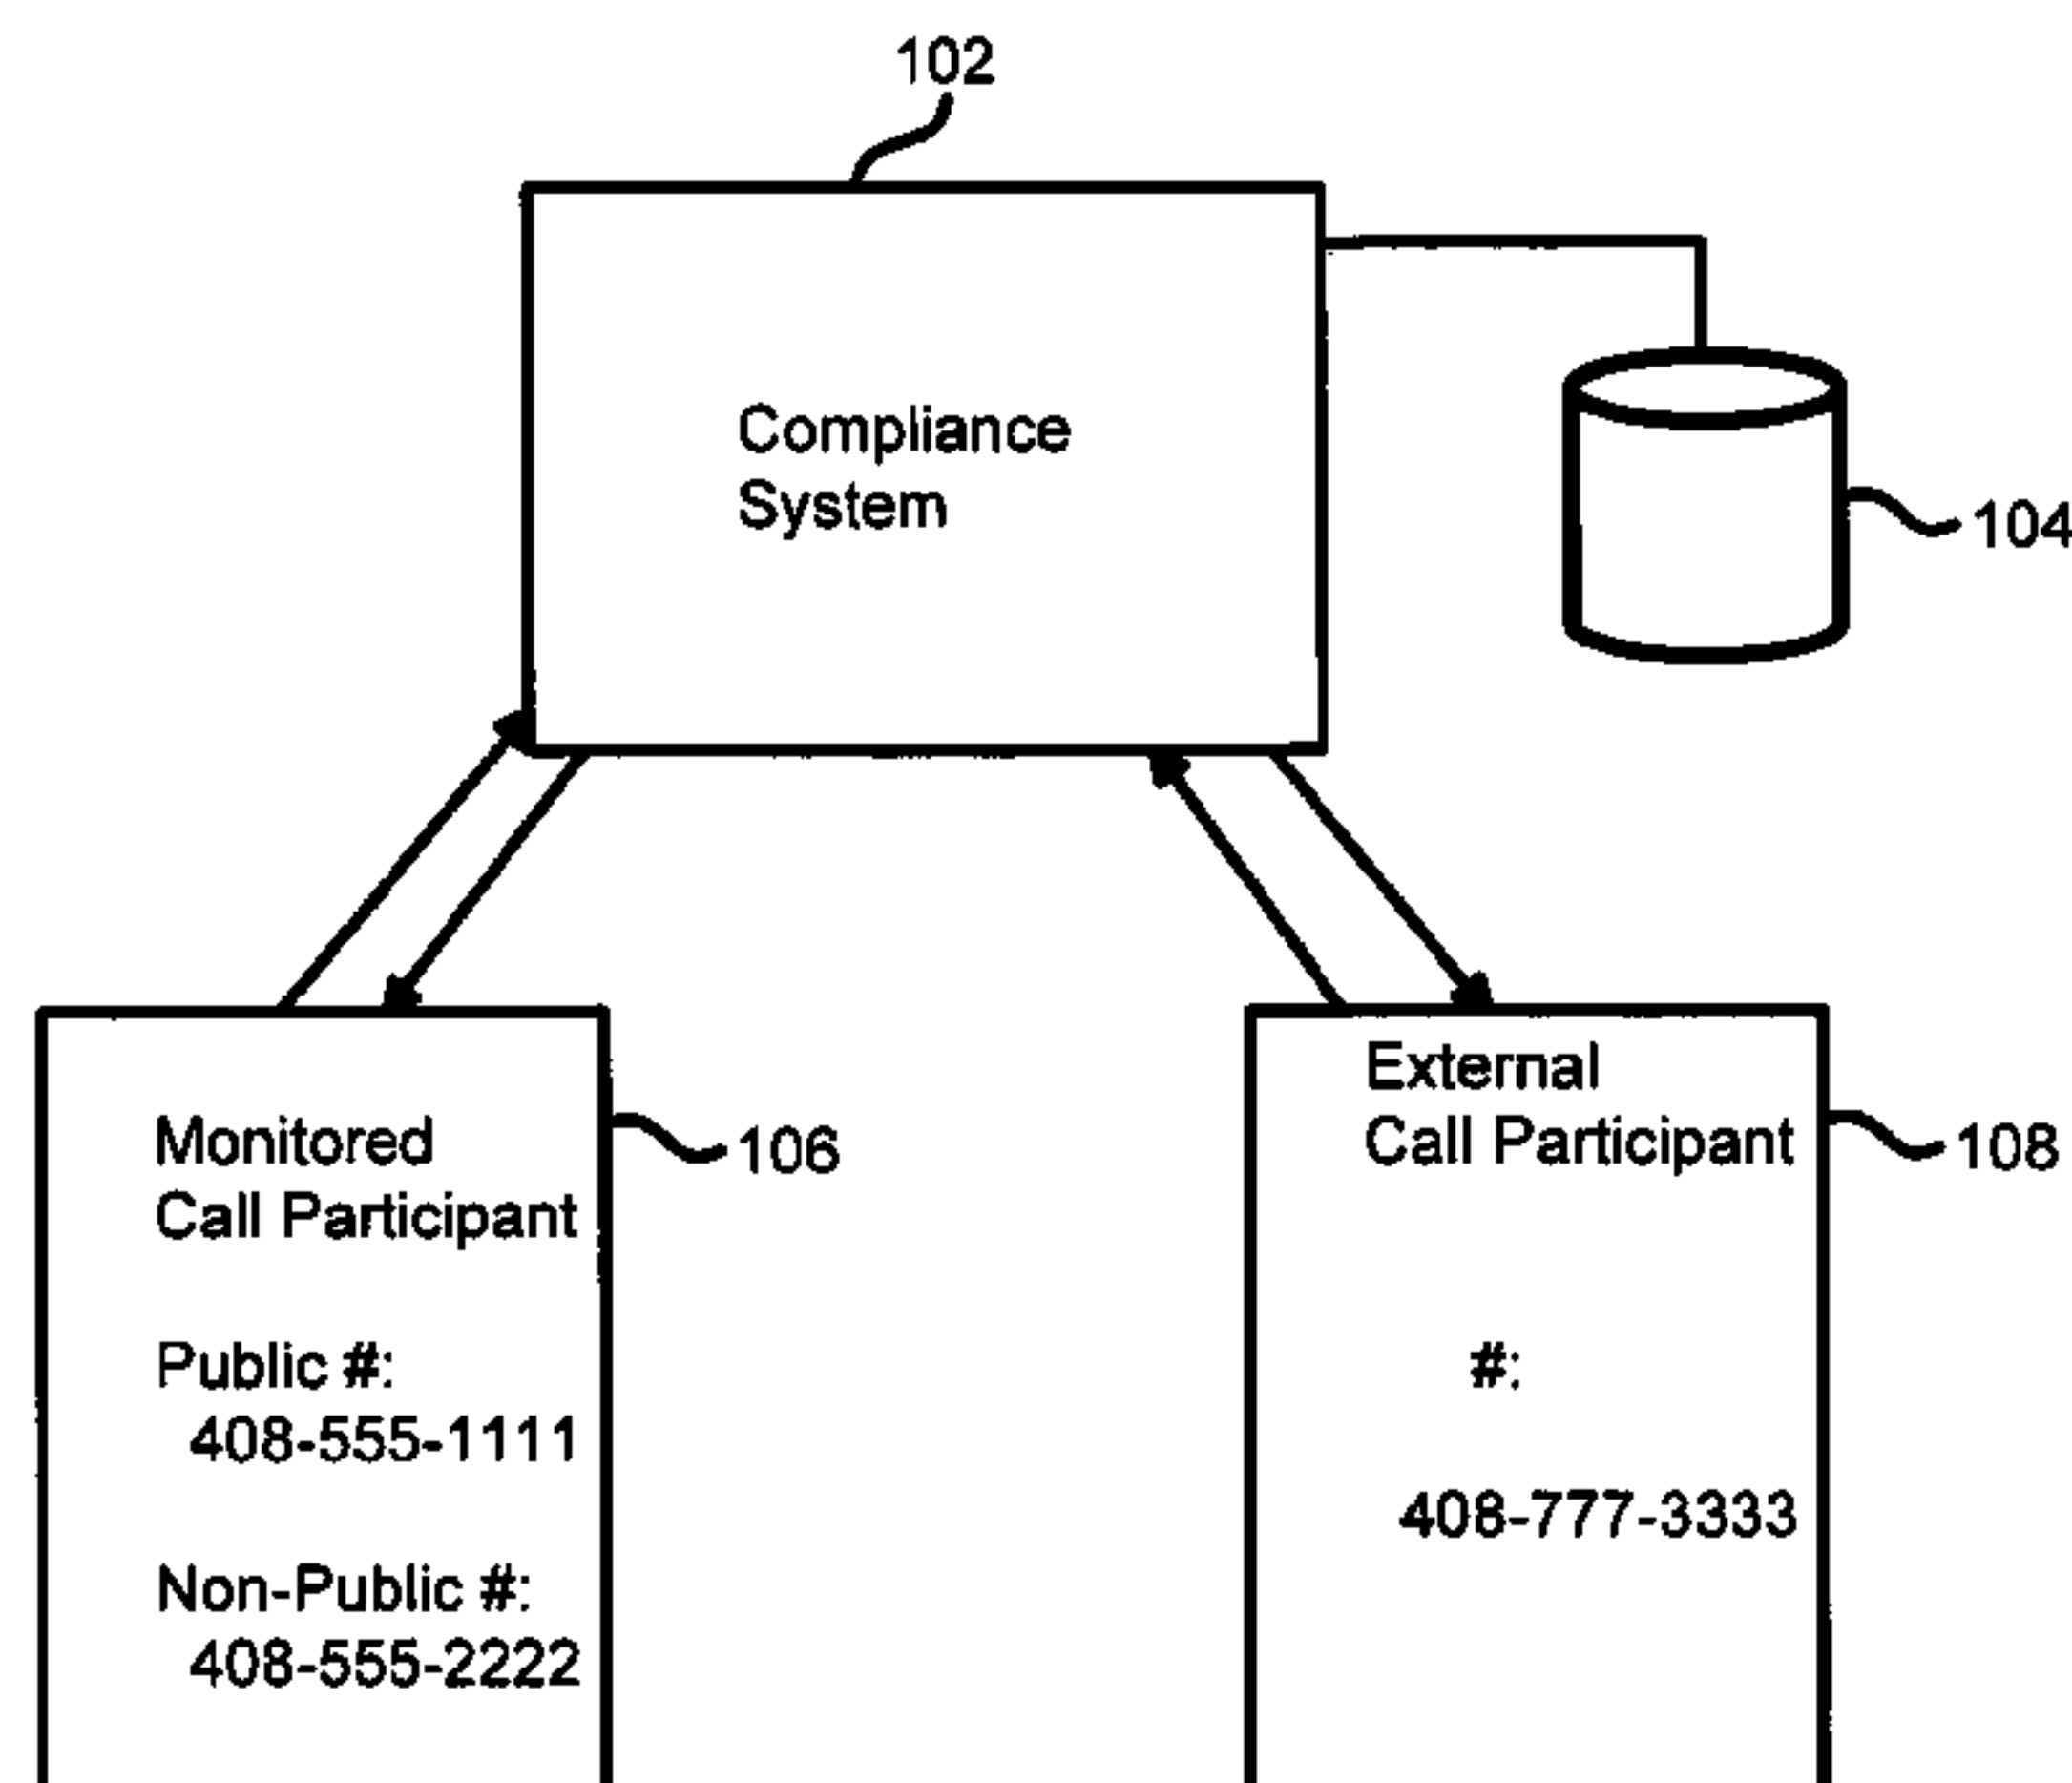 102
Compliance
System
104
Monitored
Call Participant
106
Public #:
408-555-1111
Non-Public #:
408-555-2222
External
Call Participant
108
#:
408-777-3333